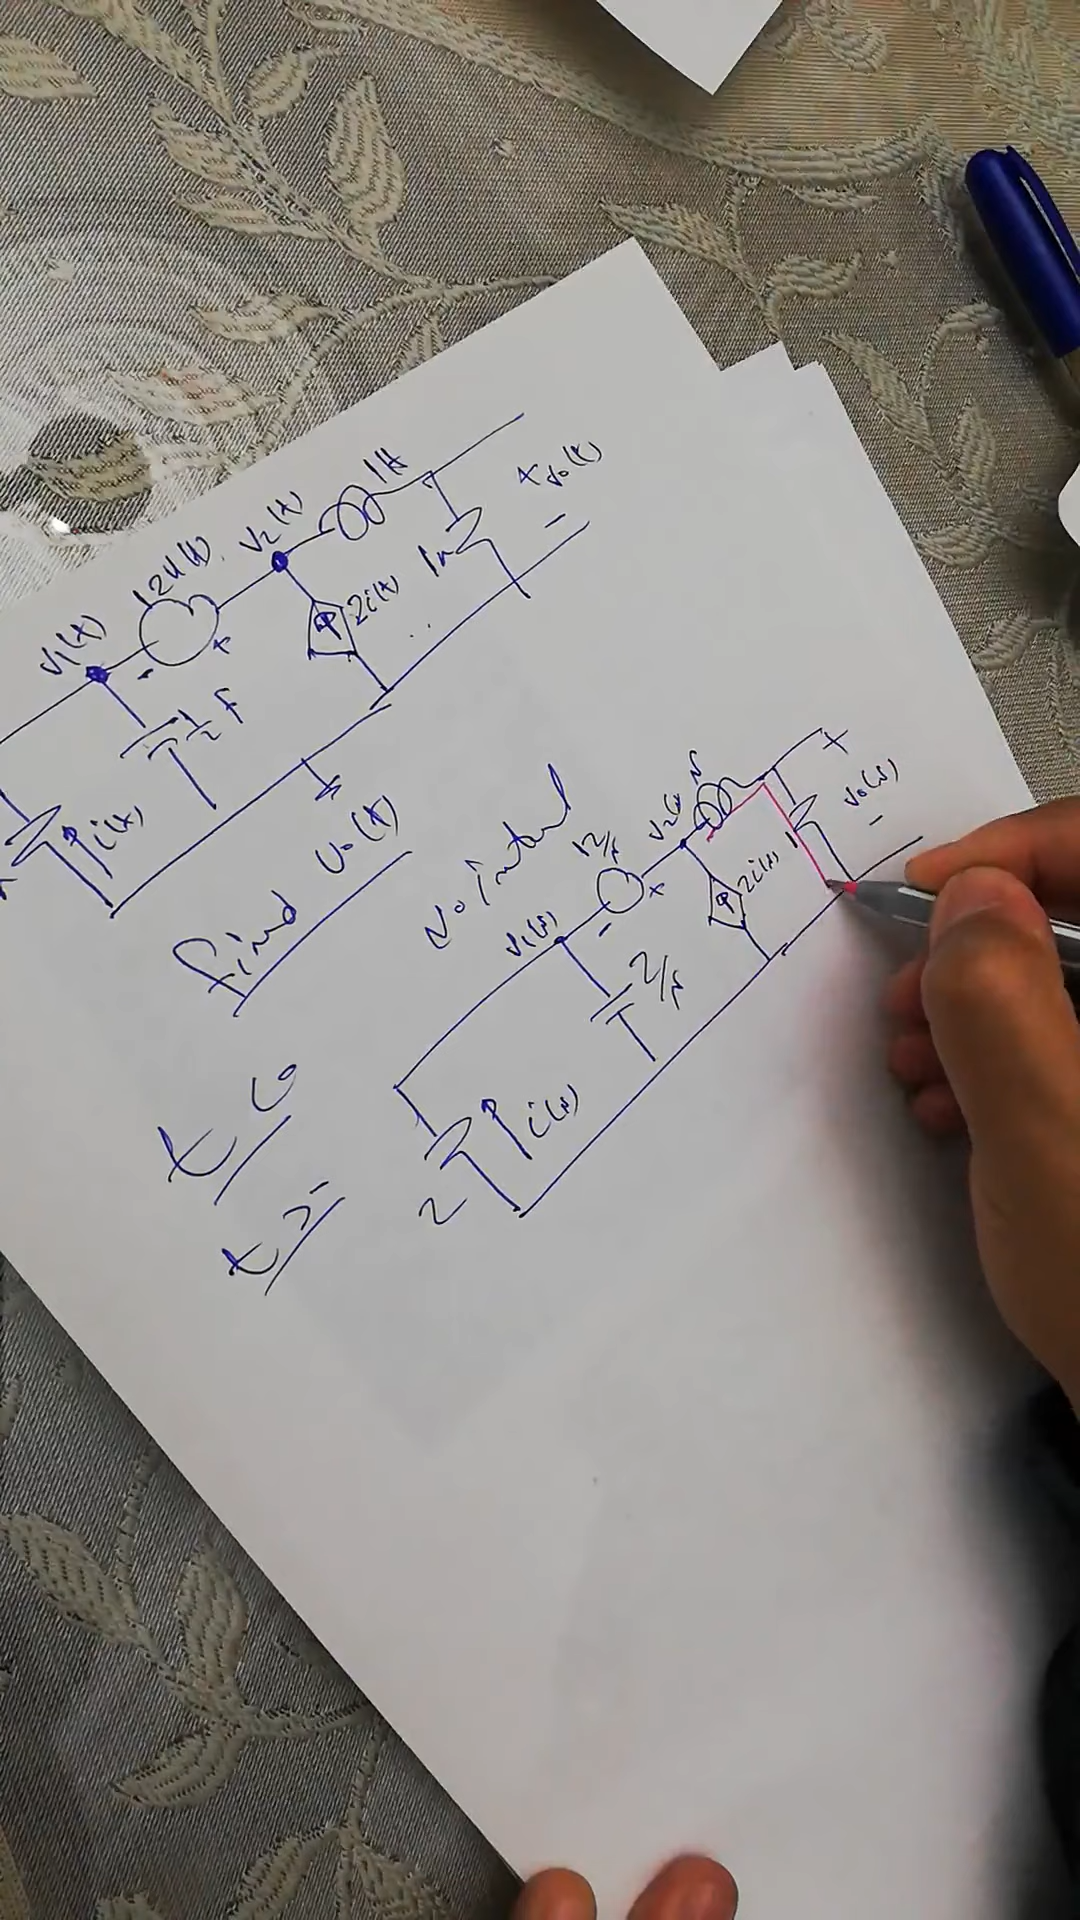 V1(t)
12u(t)
V2(t)
1H
+
Vo(t)
-
2i(t)
1Ω
-
+
1/2 F
i(t)
find Vo(t)
No initial
V1(s)
12/s
V2(s)
s
+
Vo(s)
-
1
2i(s)
-
+
2/s
i(s)
2
t<0
t>